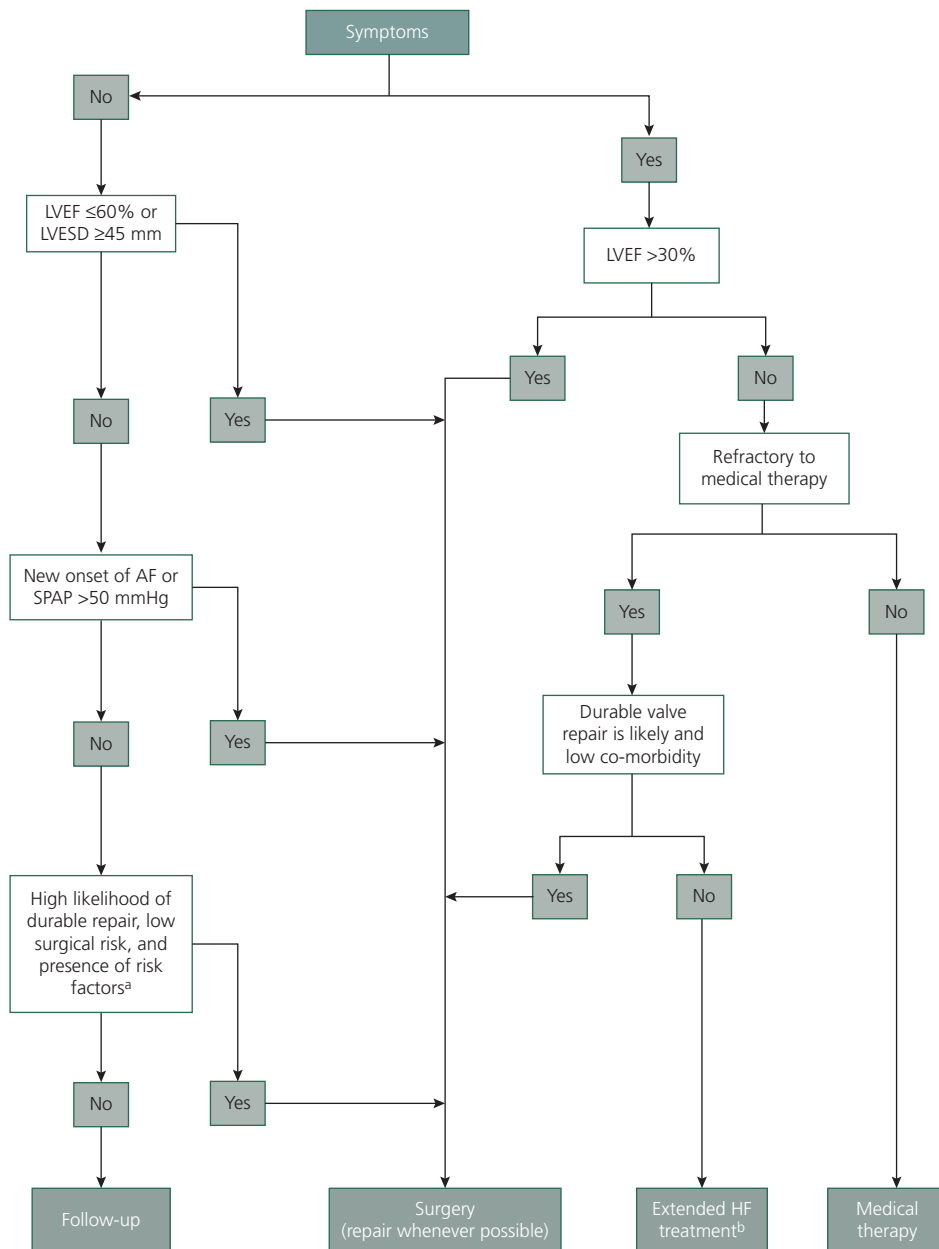 Symptoms
No
Yes
LVEF ≤60% or
LVESD ≥45 mm
LVEF >30%
Yes
No
No
Yes
Refractory to
medical therapy
New onset of AF or
SPAP >50 mmHg
Yes
No
No
Yes
Durable valve
repair is likely and
low co-morbidity
High likelihood of
durable repair, low
surgical risk, and
presence of risk
factorsᵃ
Yes
No
No
Yes
Follow-up
Surgery
(repair whenever possible)
Extended HF
treatmentᵇ
Medical
therapy